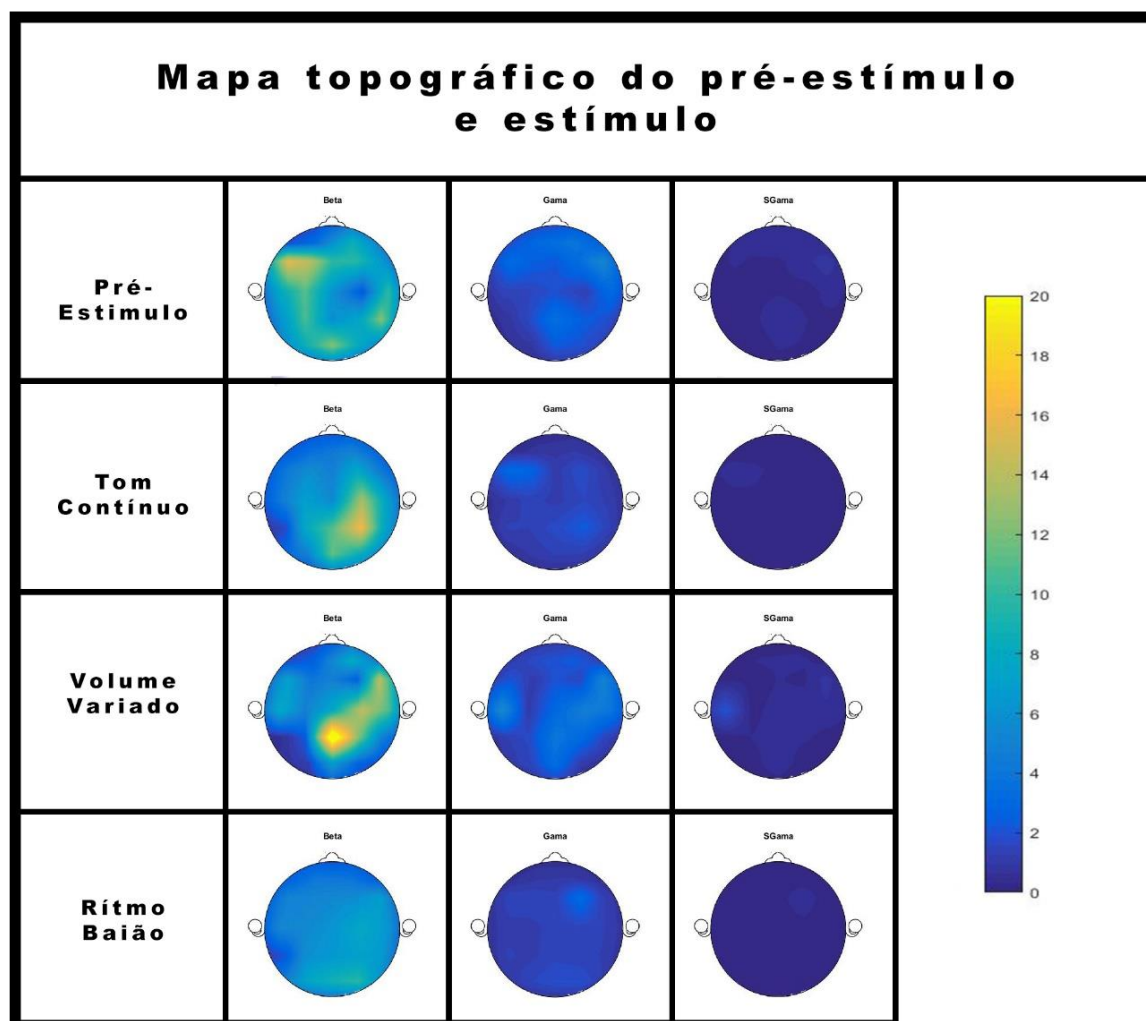 Mapa topográfico do pré-estímulo
e estímulo
Beta
Gama
SGama
Pré-
Estimulo
Beta
Gama
SGama
Tom
Contínuo
Beta
Gama
SGama
Volume
Variado
Beta
Gama
SGama
Rítmo
Baião
20
18
16
14
12
10
8
6
4
2
0